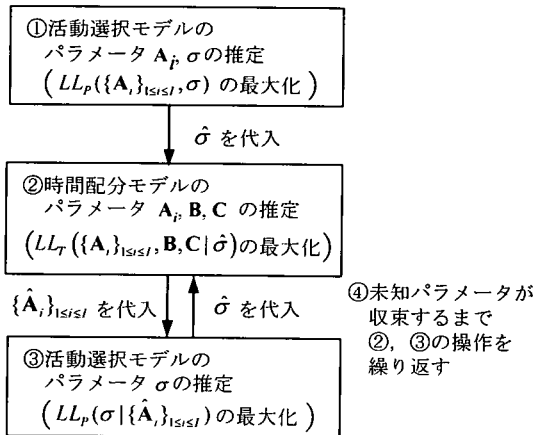 ①活動選択モデルの
パラメータ A_i, σの推定
(LL_P({A_i}_{1≤i≤I}, σ) の最大化)
σ̂ を代入
②時間配分モデルの
パラメータ A_i, B, C の推定
(LL_T({A_i}_{1≤i≤I}, B, C | σ̂)の最大化)
{Â_i}_{1≤i≤I} を代入
σ̂ を代入
③活動選択モデルの
パラメータ σの推定
(LL_P(σ | {Â_i}_{1≤i≤I})の最大化)
④未知パラメータが
収束するまで
②, ③の操作を
繰り返す